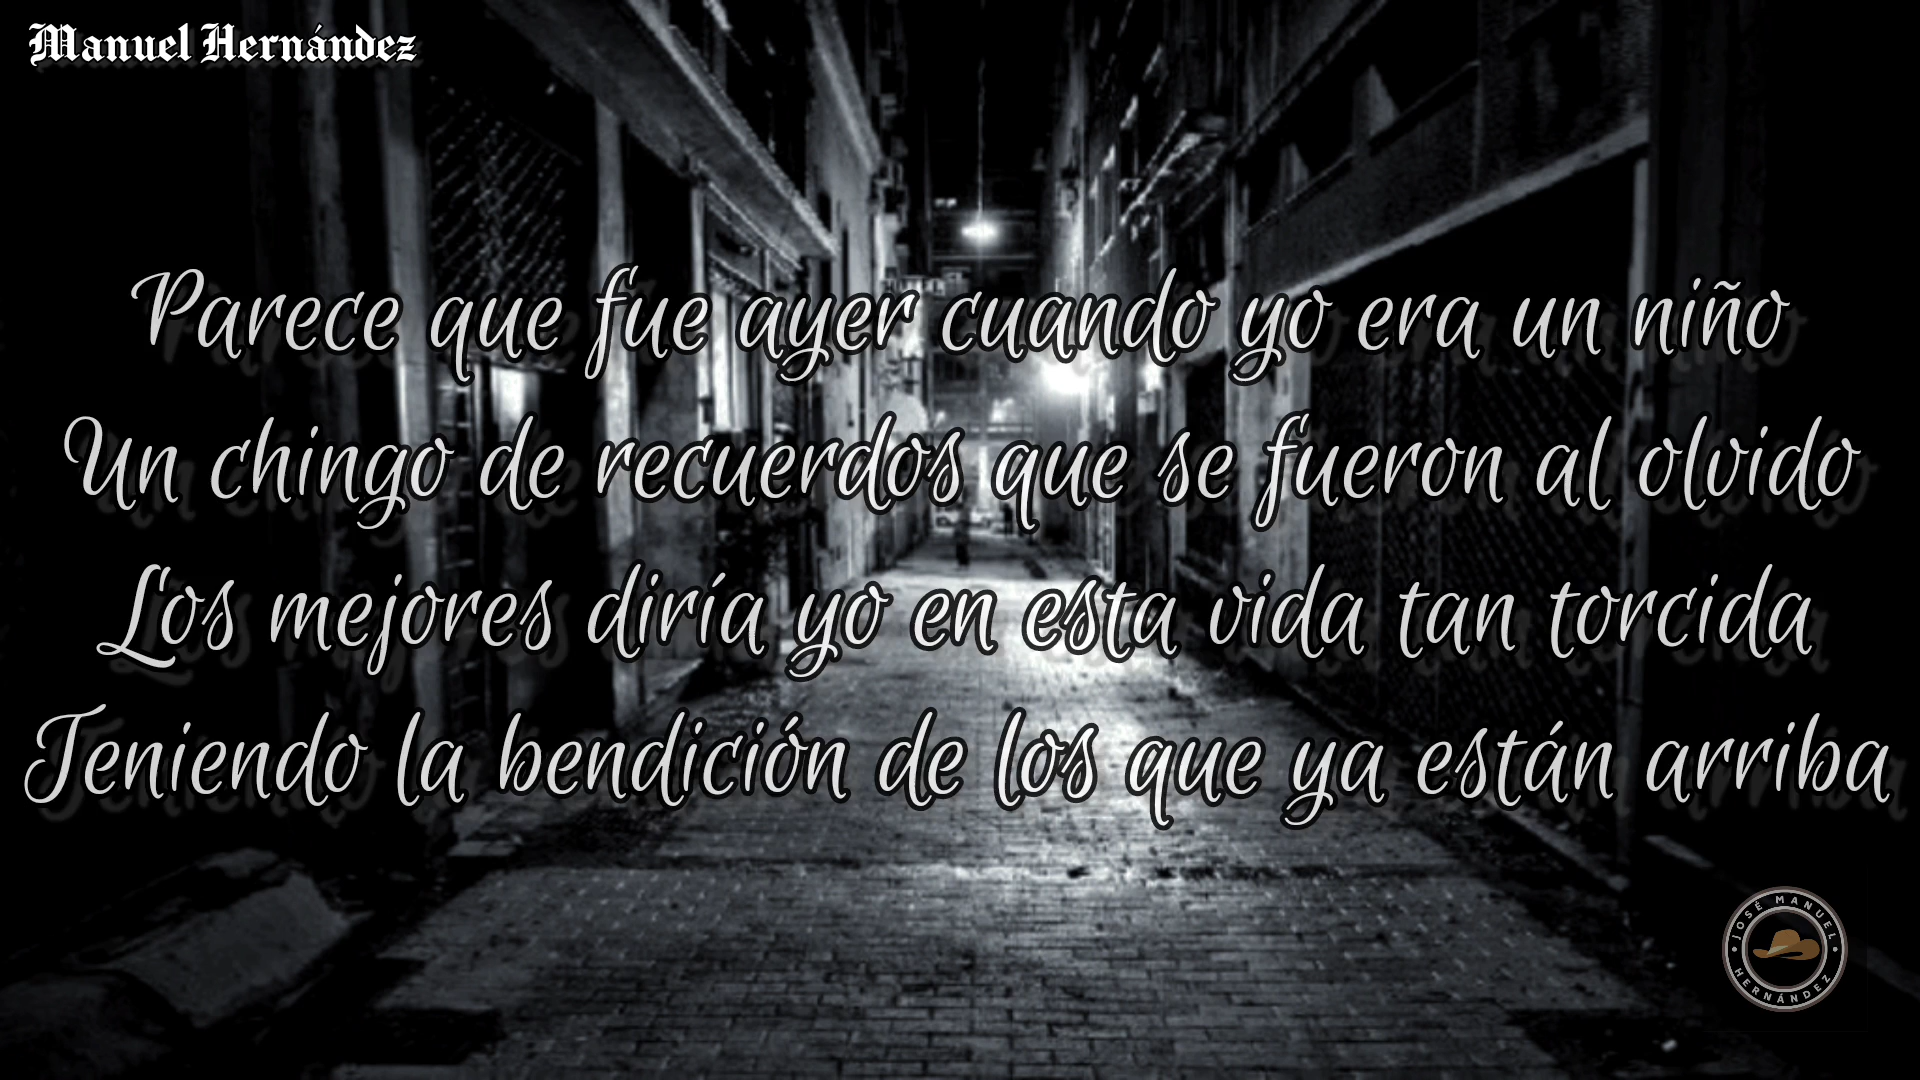 Manuel Hernández
Parece que fue ayer cuando yo era un niño
Un chingo de recuerdos que se fueron al olvido
Los mejores diría yo en esta vida tan torcida
Teniendo la bendición de los que ya están arriba
JOSÉ MANUEL
HERNÁNDEZ